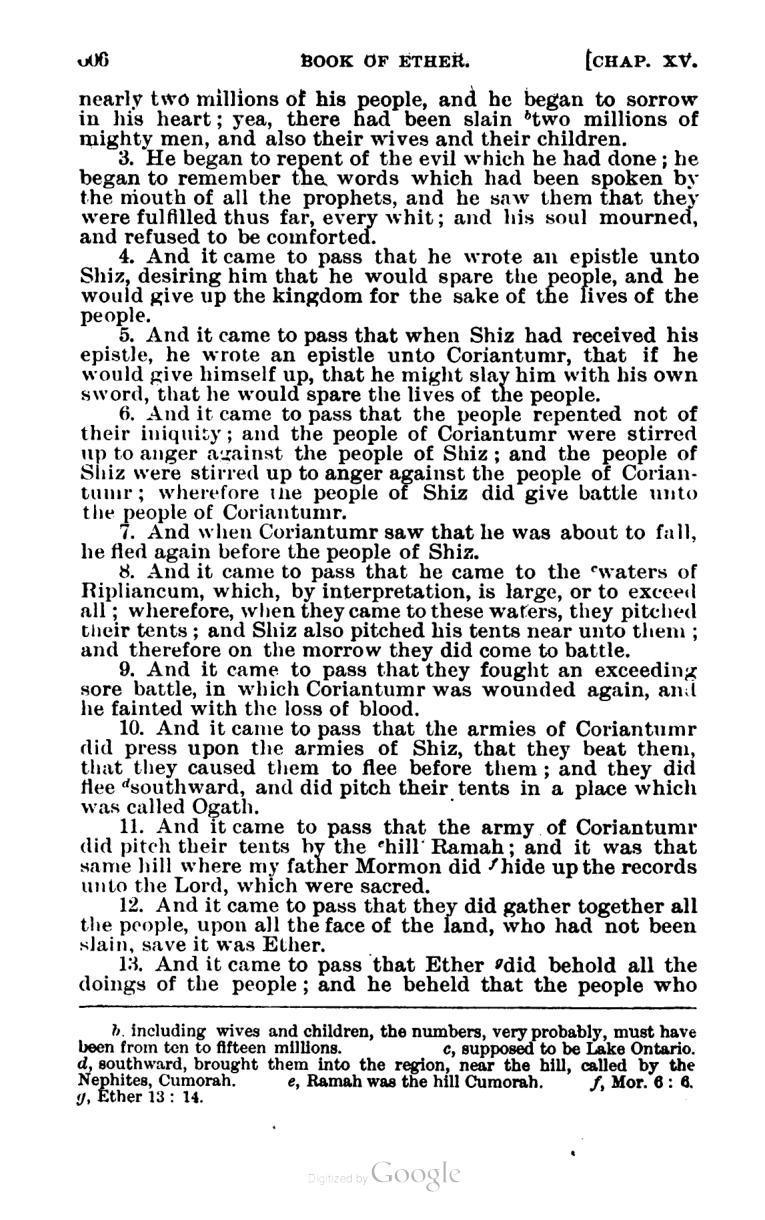 606 BOOK OF ETHER. [CHAP. XV.
nearly two millions of his people, and he began to sorrow
in his heart; yea, there had been slain ᵇtwo millions of
mighty men, and also their wives and their children.
3. He began to repent of the evil which he had done; he
began to remember the words which had been spoken by
the mouth of all the prophets, and he saw them that they
were fulfilled thus far, every whit; and his soul mourned,
and refused to be comforted.
4. And it came to pass that he wrote an epistle unto
Shiz, desiring him that he would spare the people, and he
would give up the kingdom for the sake of the lives of the
people.
5. And it came to pass that when Shiz had received his
epistle, he wrote an epistle unto Coriantumr, that if he
would give himself up, that he might slay him with his own
sword, that he would spare the lives of the people.
6. And it came to pass that the people repented not of
their iniquity; and the people of Coriantumr were stirred
up to anger against the people of Shiz; and the people of
Shiz were stirred up to anger against the people of Corian-
tumr; wherefore the people of Shiz did give battle unto
the people of Coriantumr.
7. And when Coriantumr saw that he was about to fall,
he fled again before the people of Shiz.
8. And it came to pass that he came to the ᶜwaters of
Ripliancum, which, by interpretation, is large, or to exceed
all; wherefore, when they came to these waters, they pitched
their tents; and Shiz also pitched his tents near unto them;
and therefore on the morrow they did come to battle.
9. And it came to pass that they fought an exceeding
sore battle, in which Coriantumr was wounded again, and
he fainted with the loss of blood.
10. And it came to pass that the armies of Coriantumr
did press upon the armies of Shiz, that they beat them,
that they caused them to flee before them; and they did
flee ᵈsouthward, and did pitch their tents in a place which
was called Ogath.
11. And it came to pass that the army of Coriantumr
did pitch their tents by the ᵉhill Ramah; and it was that
same hill where my father Mormon did ᶠhide up the records
unto the Lord, which were sacred.
12. And it came to pass that they did gather together all
the people, upon all the face of the land, who had not been
slain, save it was Ether.
13. And it came to pass that Ether ᵍdid behold all the
doings of the people; and he beheld that the people who
b. including wives and children, the numbers, very probably, must have
been from ten to fifteen millions. c, supposed to be Lake Ontario.
d, southward, brought them into the region, near the hill, called by the
Nephites, Cumorah. e, Ramah was the hill Cumorah. f, Mor. 6: 6.
g, Ether 13: 14.
Digitized by Google